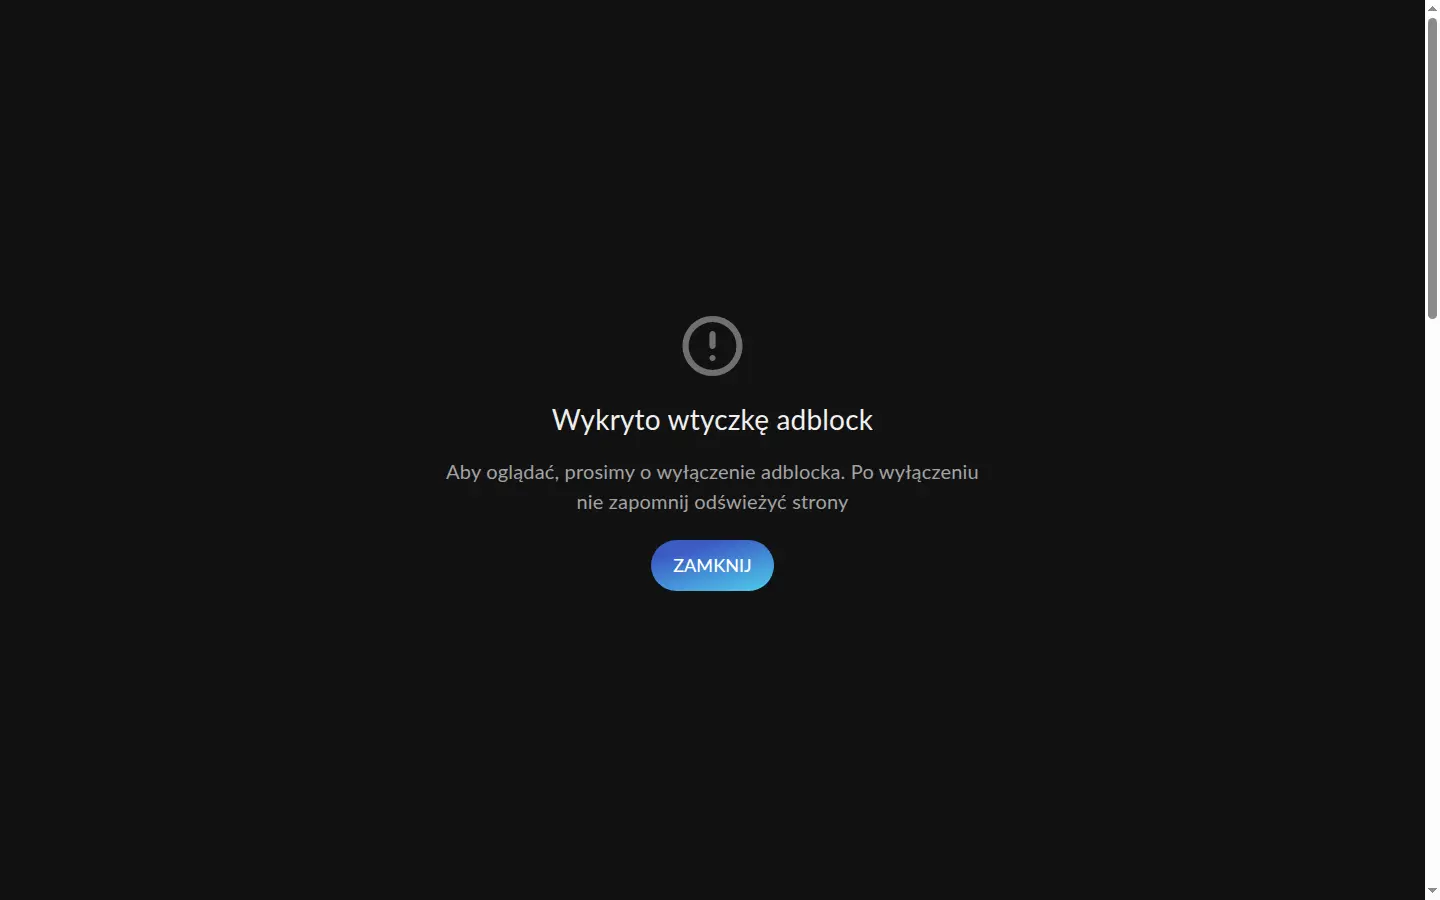 Wykryto wtyczkę adblock
Aby oglądać, prosimy o wyłączenie adblocka. Po wyłączeniu
nie zapomnij odświeżyć strony
ZAMKNIJ